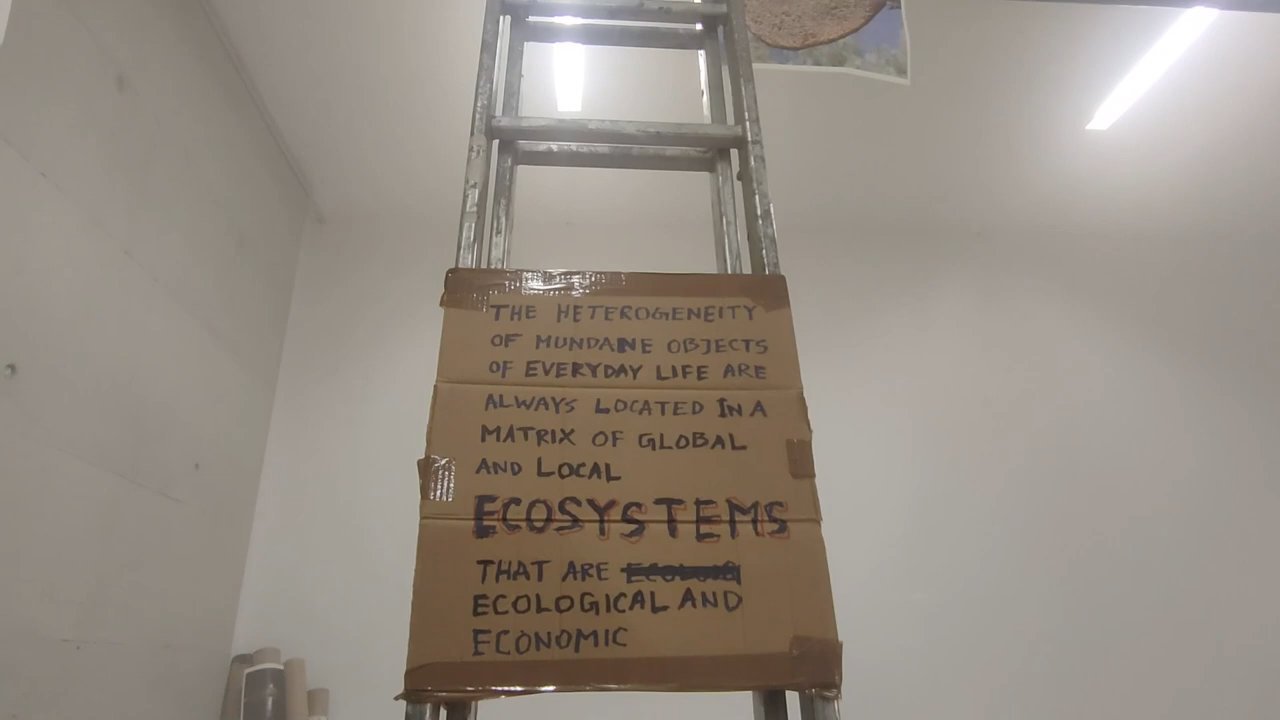 THE HETEROGENEITY
OF MUNDANE OBJECTS
OF EVERYDAY LIFE ARE
ALWAYS LOCATED IN A
MATRIX OF GLOBAL
AND LOCAL
ECOSYSTEMS
THAT ARE
ECOLOGICAL AND
ECONOMIC